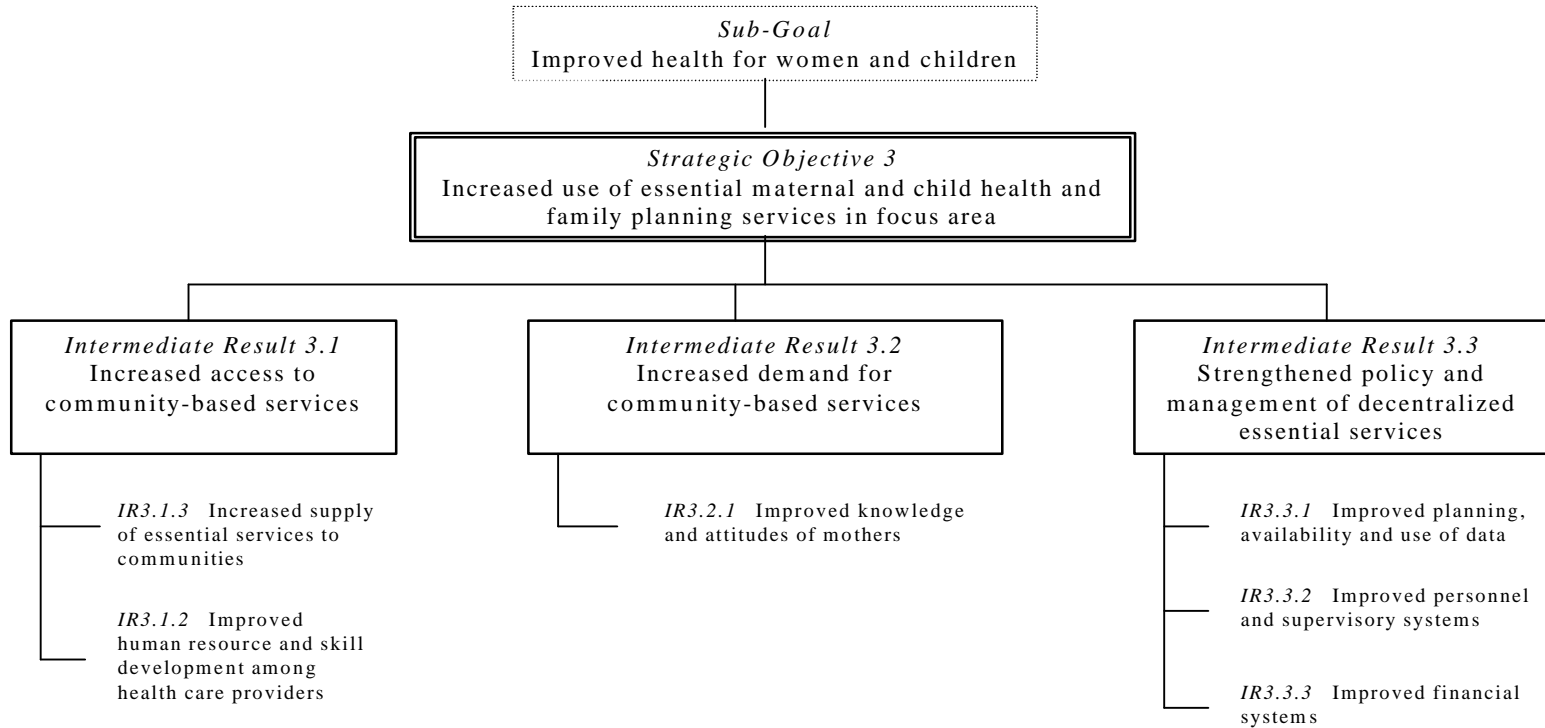 Sub-Goal
Improved health for women and children
Strategic Objective 3
Increased use of essential maternal and child health and
family planning services in focus area
Intermediate Result 3.1
Increased access to
community-based services
Intermediate Result 3.2
Increased demand for
community-based services
Intermediate Result 3.3
Strengthened policy and
management of decentralized
essential services
IR3.1.3 Increased supply
of essential services to
communities
IR3.1.2 Improved
human resource and skill
development among
health care providers
IR3.2.1 Improved knowledge
and attitudes of mothers
IR3.3.1 Improved planning,
availability and use of data
IR3.3.2 Improved personnel
and supervisory systems
IR3.3.3 Improved financial
systems